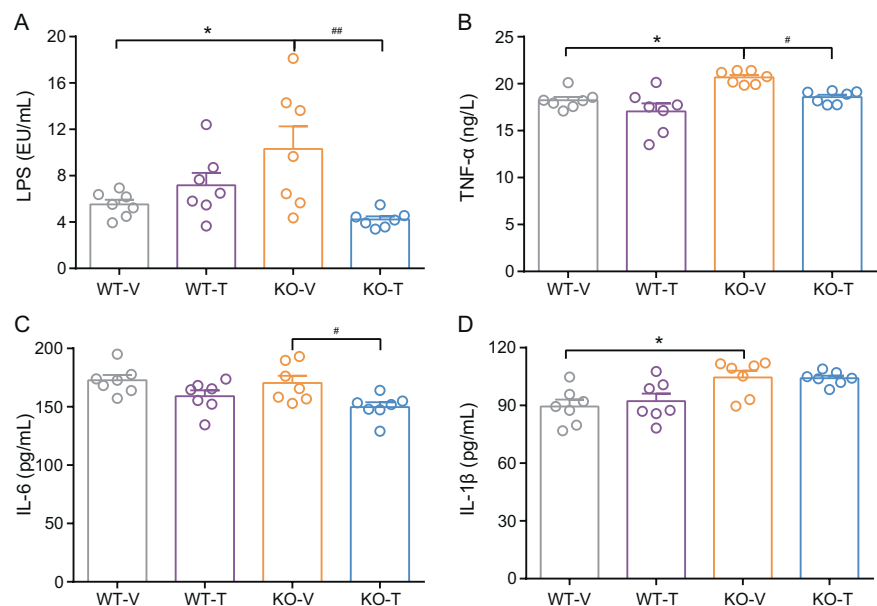 A
LPS (EU/mL)
20
16
12
8
4
0
*
##
WT-V WT-T KO-V KO-T
B
TNF-α (ng/L)
25
20
15
10
5
0
*
#
WT-V WT-T KO-V KO-T
C
IL-6 (pg/mL)
200
150
100
50
0
#
WT-V WT-T KO-V KO-T
D
IL-1β (pg/mL)
120
90
60
30
0
*
WT-V WT-T KO-V KO-T